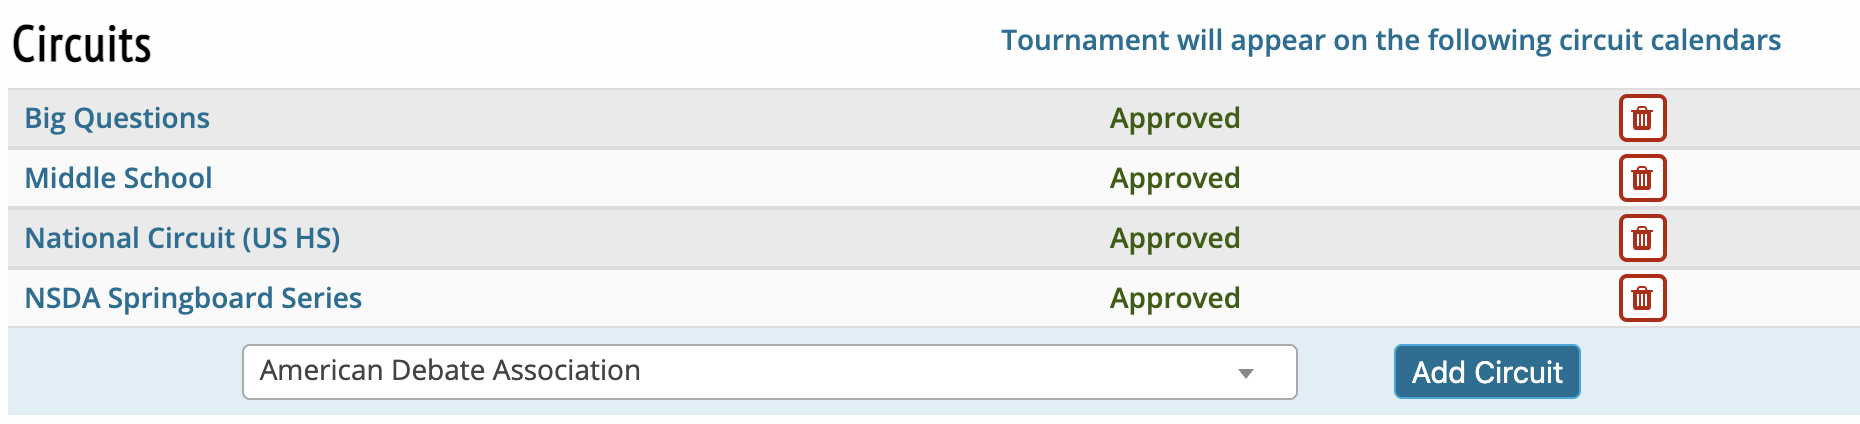 Circuits
Tournament will appear on the following circuit calendars
Big Questions Approved
Middle School Approved
National Circuit (US HS) Approved
NSDA Springboard Series Approved
American Debate Association Add Circuit